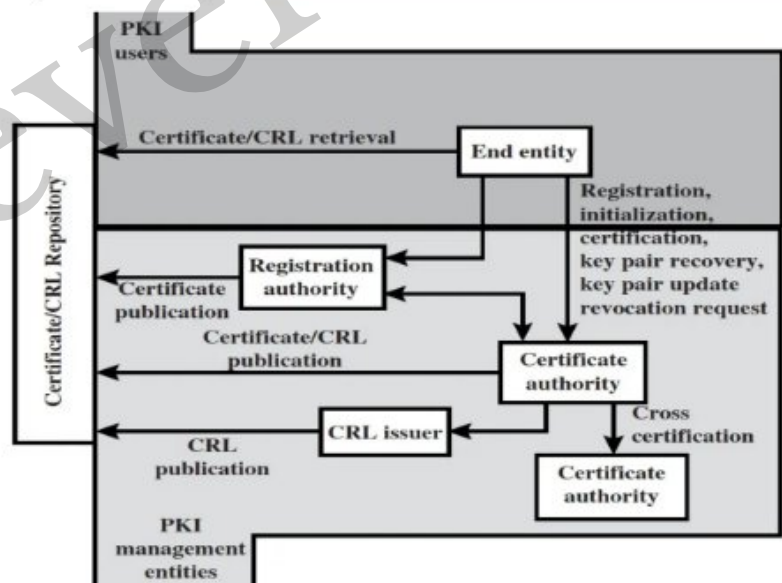 PKI
users
Certificate/CRL retrieval
End entity
Registration,
initialization,
certification,
key pair recovery,
key pair update
revocation request
Certificate/CRL Repository
Registration
authority
Certificate
publication
Certificate/CRL
publication
Certificate
authority
CRL issuer
CRL
publication
Cross
certification
Certificate
authority
PKI
management
entities